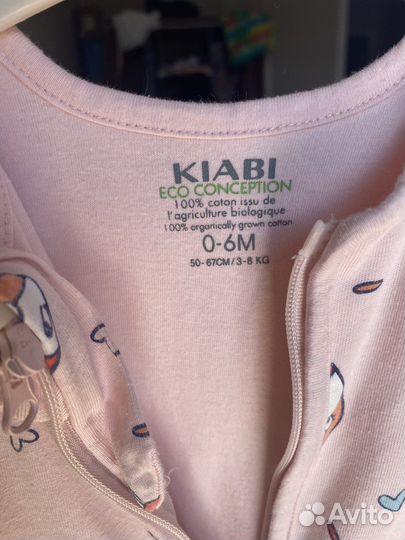 KIABI
ECO CONCEPTION
100% coton issu de
l'agriculture biologique
100% organically grown cotton
0-6M
50-67CM/3-8 KG
Avito